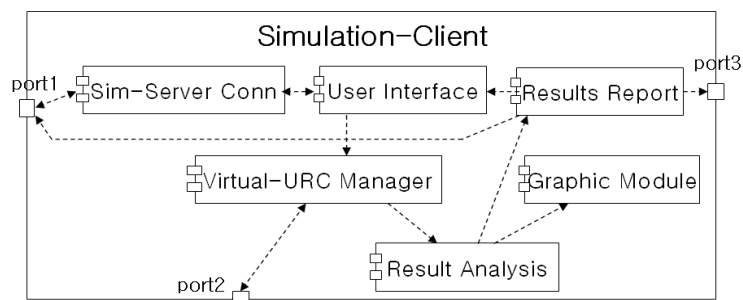 Simulation-Client
port1
port3
Sim-Server Conn
User Interface
Results Report
Virtual-URC Manager
Graphic Module
Result Analysis
port2